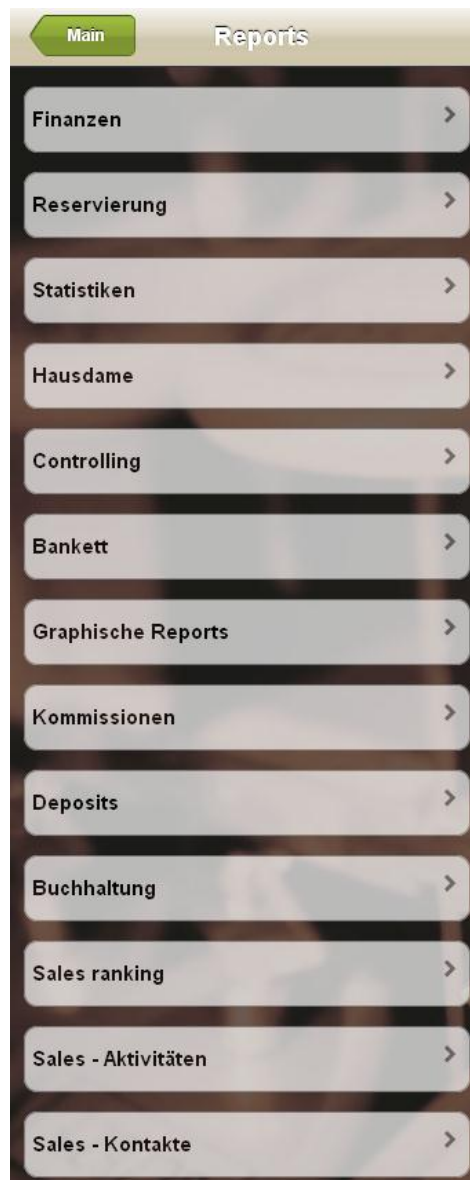 Main
Reports
Finanzen
Reservierung
Statistiken
Hausdame
Controlling
Bankett
Graphische Reports
Kommissionen
Deposits
Buchhaltung
Sales ranking
Sales - Aktivitäten
Sales - Kontakte